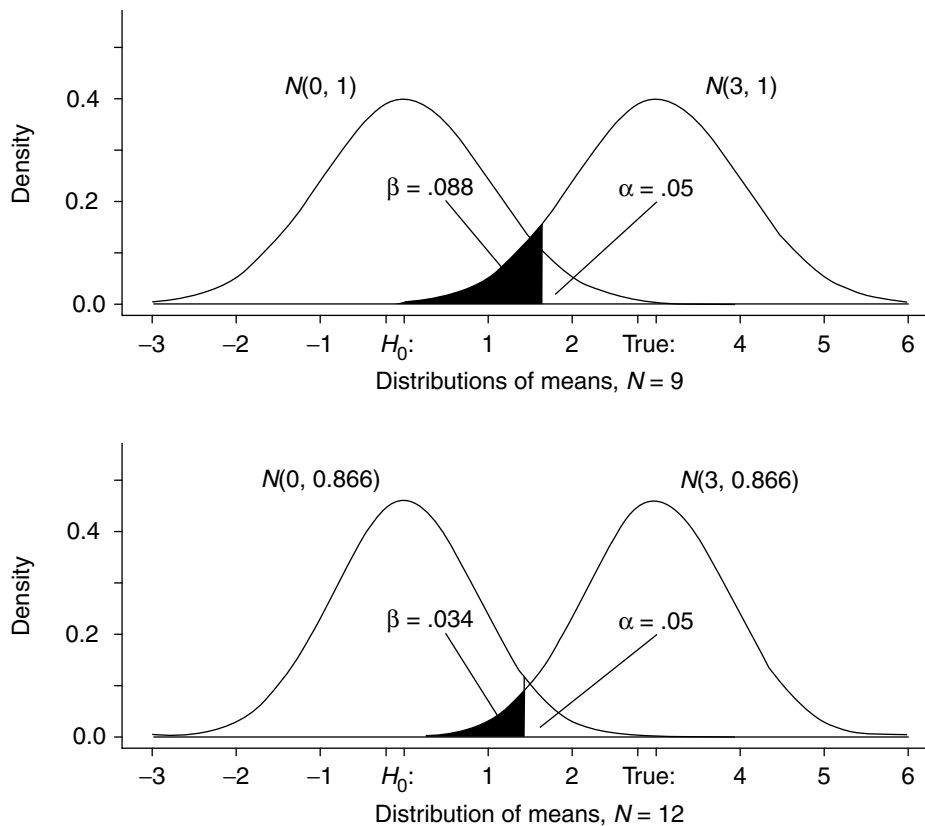 N(0, 1)
N(3, 1)
0.4
β = .088
α = .05
0.2
0.0
Density
–3 –2 –1 H0: 1 2 True: 4 5 6
Distributions of means, N = 9
N(0, 0.866)
N(3, 0.866)
0.4
β = .034
α = .05
0.2
0.0
Density
–3 –2 –1 H0: 1 2 True: 4 5 6
Distribution of means, N = 12